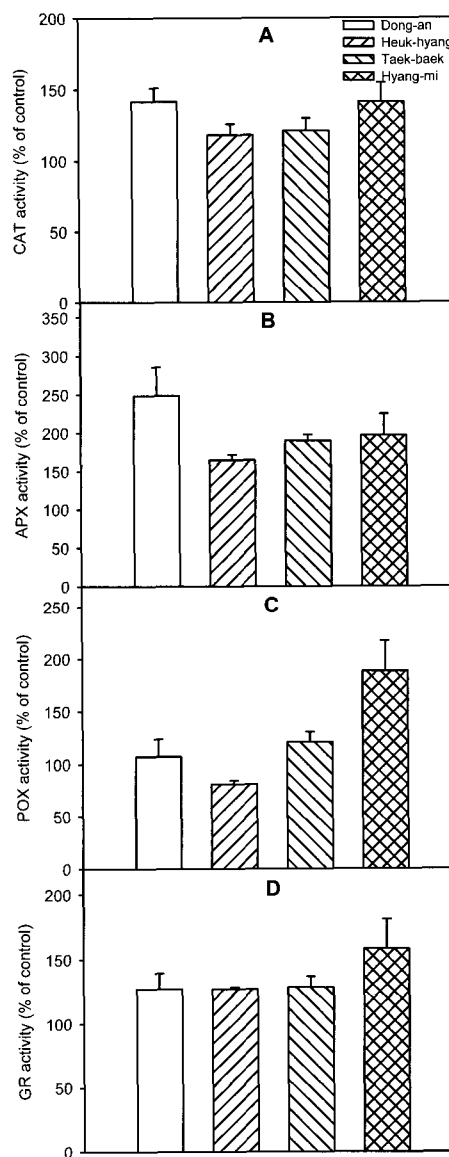 200
A
Dong-an
Heuk-hyang
Taek-baek
Hyang-mi
150
100
50
0
CAT activity (% of control)
350
B
300
250
200
150
100
50
0
APX activity (% of control)
250
C
200
150
100
50
0
POX activity (% of control)
200
D
150
100
50
0
GR activity (% of control)